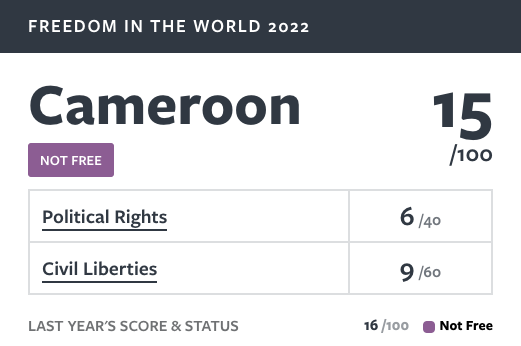 FREEDOM IN THE WORLD 2022
Cameroon 15
NOT FREE /100
Political Rights 6 /40
Civil Liberties 9 /60
LAST YEAR'S SCORE & STATUS 16 /100 Not Free